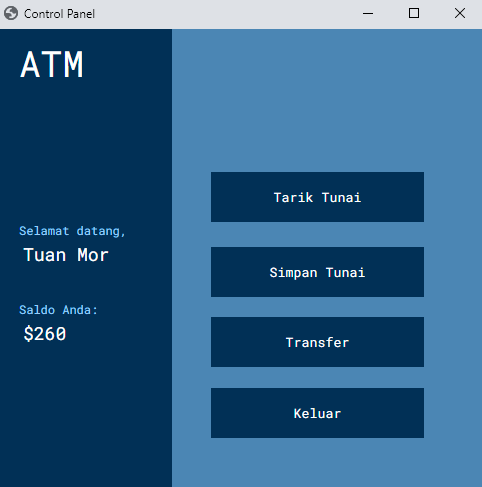 Control Panel
ATM
Selamat datang,
Tuan Mor
Saldo Anda:
$260
Tarik Tunai
Simpan Tunai
Transfer
Keluar